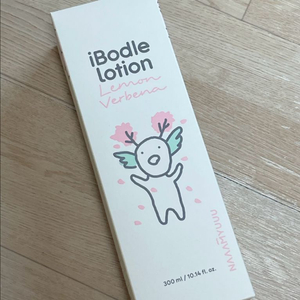 iBodle
lotion
Lemon
Verbena
300 ml / 10.14 fl. oz.